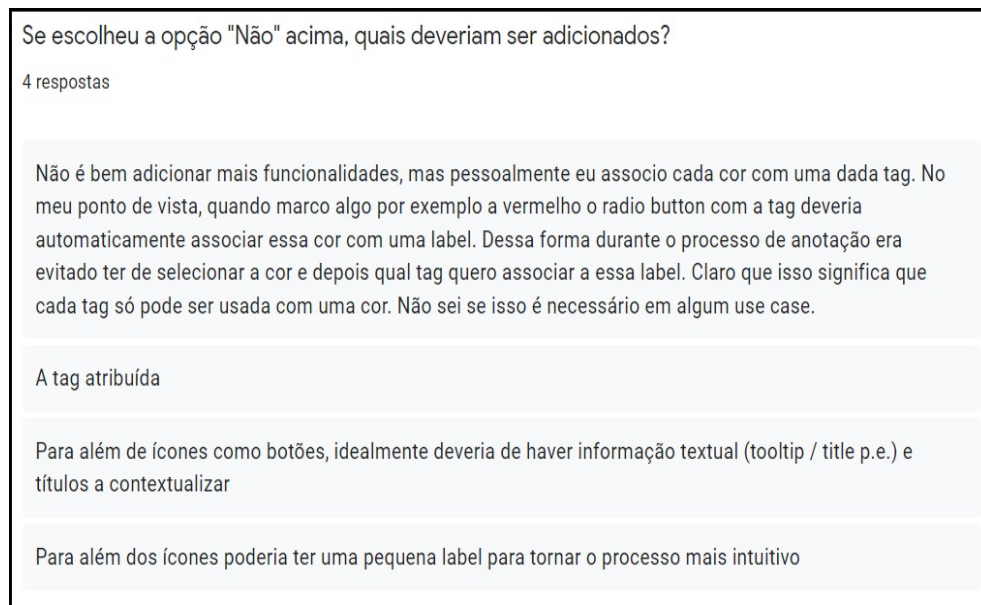 Se escolheu a opção "Não" acima, quais deveriam ser adicionados?
4 respostas
Não é bem adicionar mais funcionalidades, mas pessoalmente eu associo cada cor com uma dada tag. No
meu ponto de vista, quando marco algo por exemplo a vermelho o radio button com a tag deveria
automaticamente associar essa cor com uma label. Dessa forma durante o processo de anotação era
evitado ter de selecionar a cor e depois qual tag quero associar a essa label. Claro que isso significa que
cada tag só pode ser usada com uma cor. Não sei se isso é necessário em algum use case.
A tag atribuída
Para além de ícones como botões, idealmente deveria de haver informação textual (tooltip / title p.e.) e
títulos a contextualizar
Para além dos ícones poderia ter uma pequena label para tornar o processo mais intuitivo